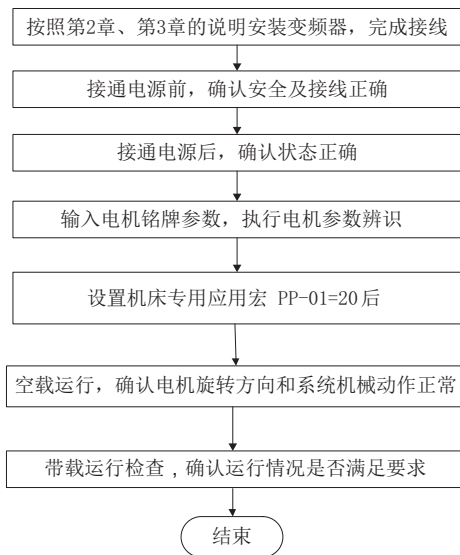 按照第2章、第3章的说明安装变频器，完成接线
接通电源前，确认安全及接线正确
接通电源后，确认状态正确
输入电机铭牌参数，执行电机参数辨识
设置机床专用应用宏 PP-01=20后
空载运行，确认电机旋转方向和系统机械动作正常
带载运行检查，确认运行情况是否满足要求
结束